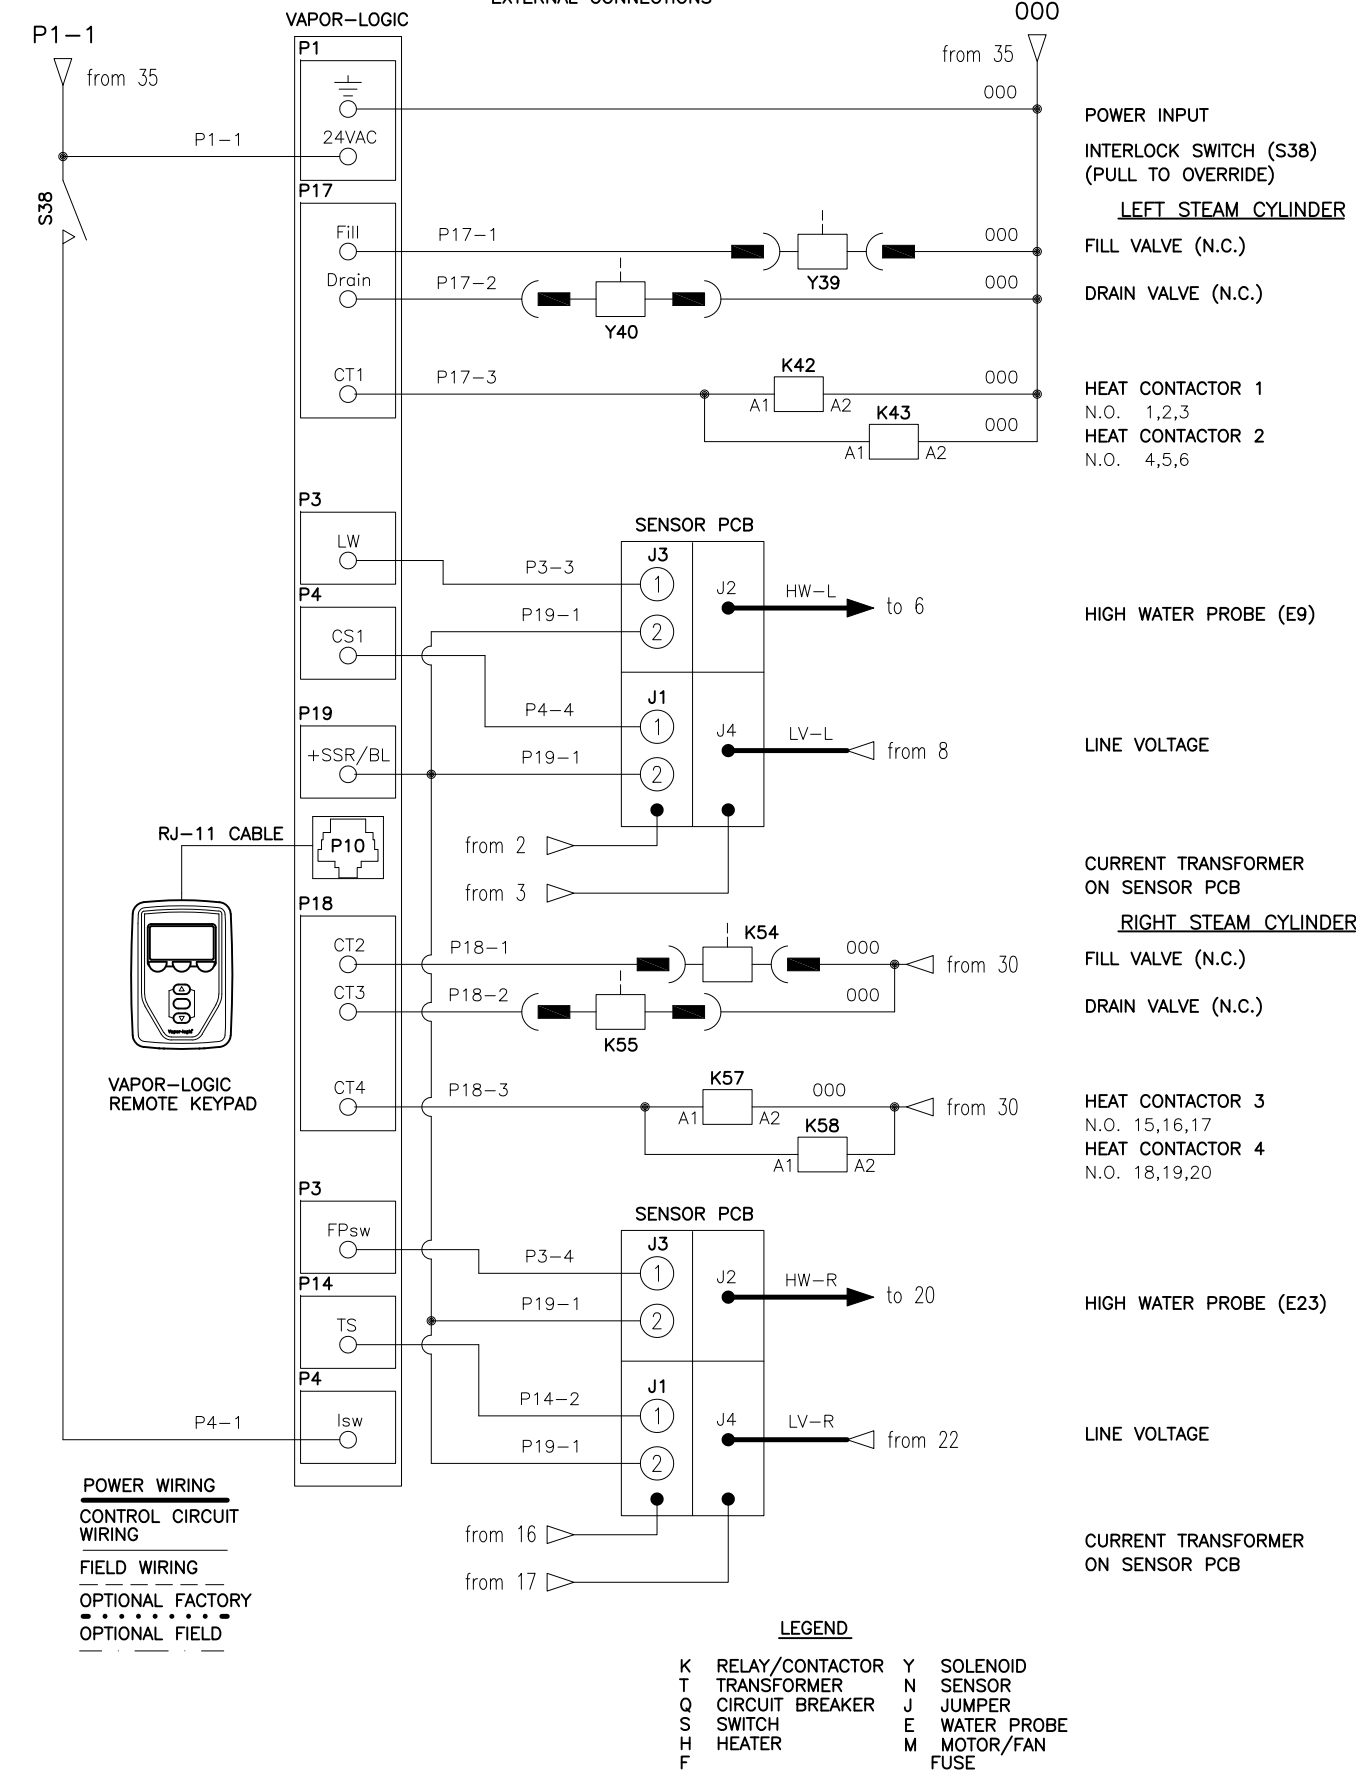 EXTERNAL CONNECTIONS
VAPOR-LOGIC
P1-1
000
P1
from 35
from 35
000
POWER INPUT
P1-1
24VAC
INTERLOCK SWITCH (S38)
(PULL TO OVERRIDE)
P17
S38
LEFT STEAM CYLINDER
Fill
P17-1
000
FILL VALVE (N.C.)
Y39
Drain
P17-2
000
DRAIN VALVE (N.C.)
Y40
K42
CT1
P17-3
000
HEAT CONTACTOR 1
A1
A2
N.O. 1,2,3
K43
000
HEAT CONTACTOR 2
A1
A2
N.O. 4,5,6
P3
SENSOR PCB
LW
J3
P3-3
1
J2
HW-L
to 6
P4
P19-1
2
HIGH WATER PROBE (E9)
CS1
J1
P4-4
1
J4
LV-L
from 8
LINE VOLTAGE
P19
+SSR/BL
P19-1
2
RJ-11 CABLE
P10
from 2
CURRENT TRANSFORMER
ON SENSOR PCB
from 3
P18
RIGHT STEAM CYLINDER
K54
CT2
P18-1
000
from 30
FILL VALVE (N.C.)
CT3
P18-2
000
DRAIN VALVE (N.C.)
K55
Vapor-logic
VAPOR-LOGIC
REMOTE KEYPAD
K57
CT4
P18-3
000
from 30
HEAT CONTACTOR 3
A1
A2
N.O. 15,16,17
K58
HEAT CONTACTOR 4
A1
A2
N.O. 18,19,20
P3
SENSOR PCB
FPsw
J3
P3-4
1
J2
HW-R
to 20
P14
P19-1
2
HIGH WATER PROBE (E23)
TS
P4
J1
P14-2
1
J4
LV-R
from 22
LINE VOLTAGE
P4-1
Isw
P19-1
2
POWER WIRING
CONTROL CIRCUIT
WIRING
FIELD WIRING
OPTIONAL FACTORY
OPTIONAL FIELD
from 16
CURRENT TRANSFORMER
ON SENSOR PCB
from 17
LEGEND
K RELAY/CONTACTOR Y SOLENOID
T TRANSFORMER N SENSOR
Q CIRCUIT BREAKER J JUMPER
S SWITCH E WATER PROBE
H HEATER M MOTOR/FAN
F FUSE